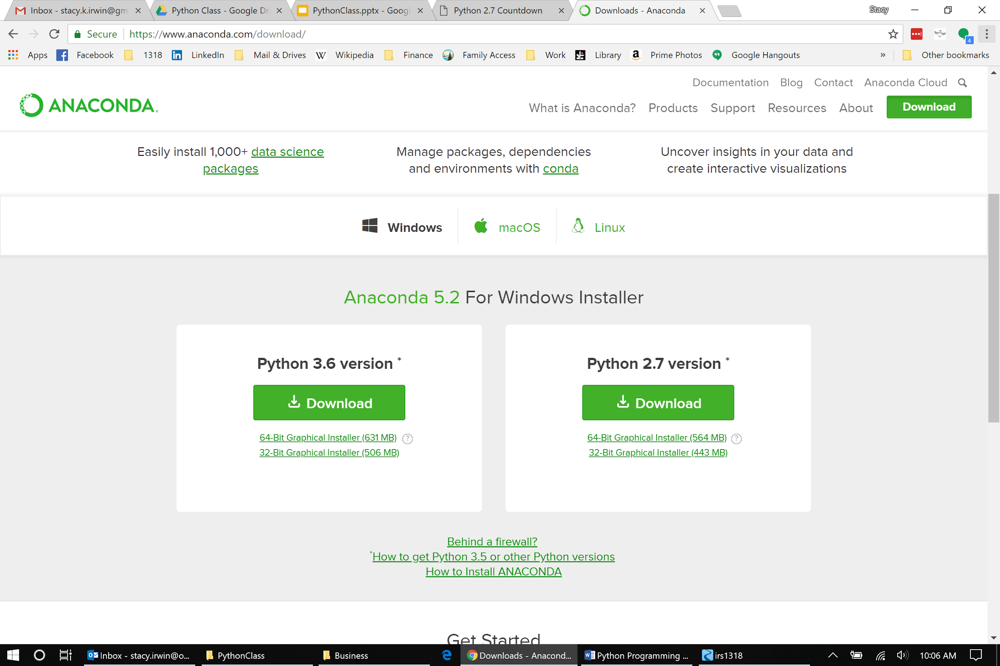 Inbox - stacy.k.irwin@gm
Python Class - Google Dr
PythonClass.pptx - Googl
Python 2.7 Countdown
Downloads - Anaconda
Stacy
Secure
https://www.anaconda.com/download/
4
Apps
Facebook
1318
LinkedIn
Mail & Drives
Wikipedia
Finance
Family Access
Work
Library
Prime Photos
Google Hangouts
»
Other bookmarks
Documentation
Blog
Contact
Anaconda Cloud
ANACONDA.
What is Anaconda?
Products
Support
Resources
About
Download
Easily install 1,000+ data science
packages
Manage packages, dependencies
and environments with conda
Uncover insights in your data and
create interactive visualizations
Windows
macOS
Linux
Anaconda 5.2 For Windows Installer
Python 3.6 version *
Download
64-Bit Graphical Installer (631 MB) ?
32-Bit Graphical Installer (506 MB)
Python 2.7 version *
Download
64-Bit Graphical Installer (564 MB) ?
32-Bit Graphical Installer (443 MB)
Behind a firewall?
*How to get Python 3.5 or other Python versions
How to Install ANACONDA
Get Started
Inbox - stacy.irwin@o...
PythonClass
Business
Downloads - Anacond...
Python Programming ...
irs1318
10:06 AM